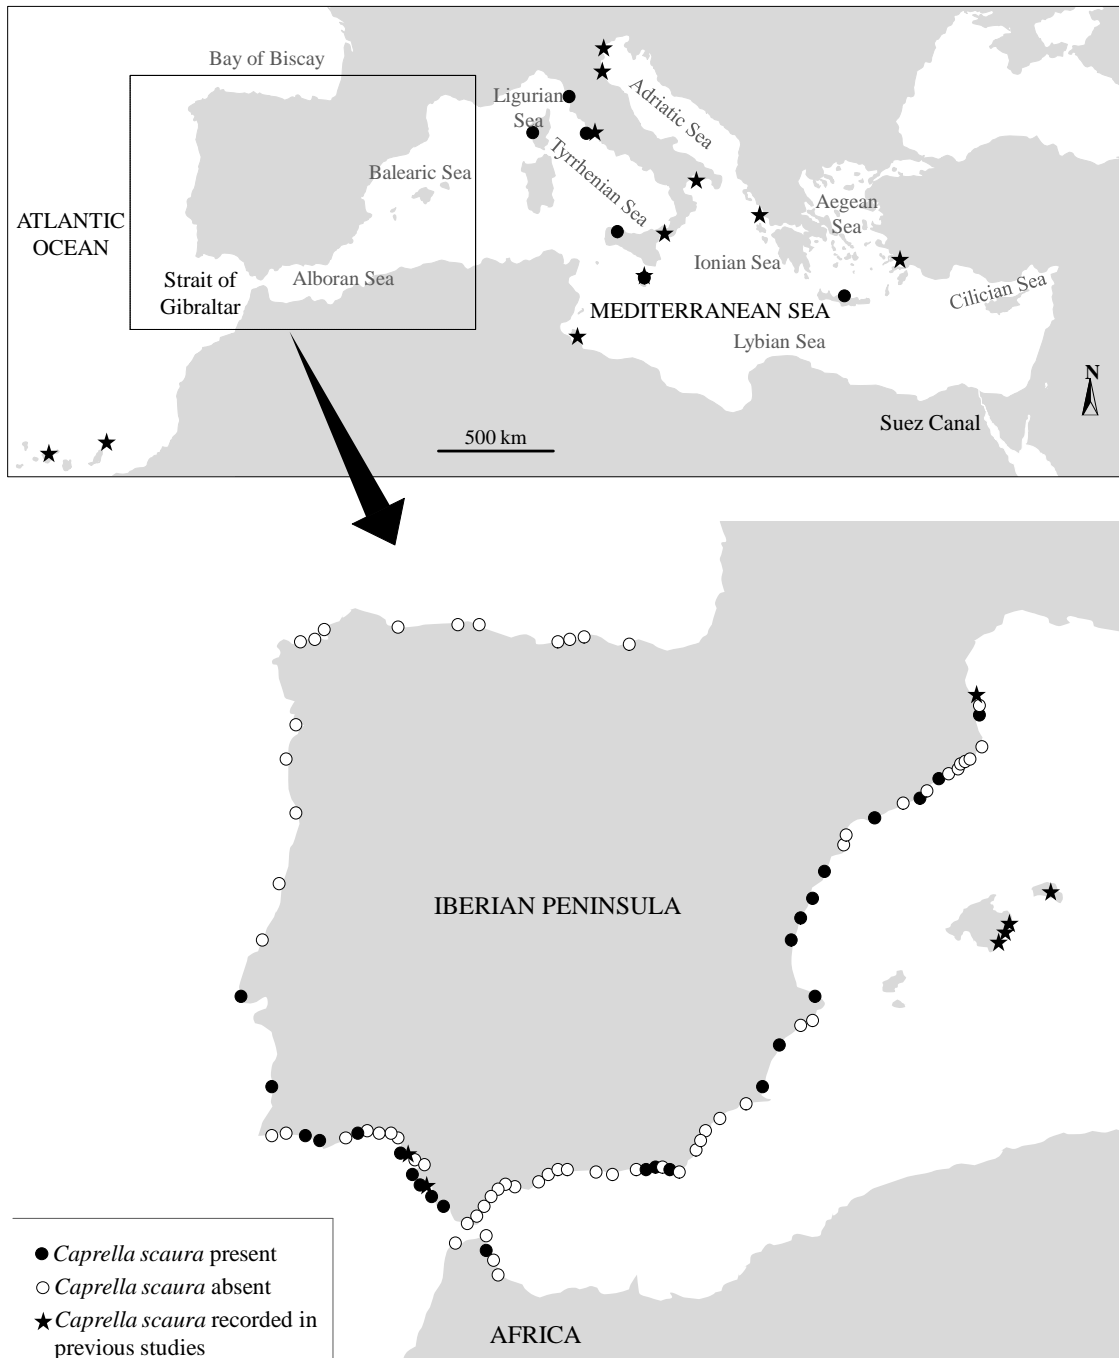 Bay of Biscay
Ligurian
Sea
Adriatic Sea
Balearic Sea
Tyrrhenian Sea
Aegean
Sea
ATLANTIC
OCEAN
Ionian Sea
Strait of
Gibraltar
Alboran Sea
Cilician Sea
MEDITERRANEAN SEA
Lybian Sea
N
500 km
Suez Canal
IBERIAN PENINSULA
Caprella scaura present
Caprella scaura absent
Caprella scaura recorded in
previous studies
AFRICA